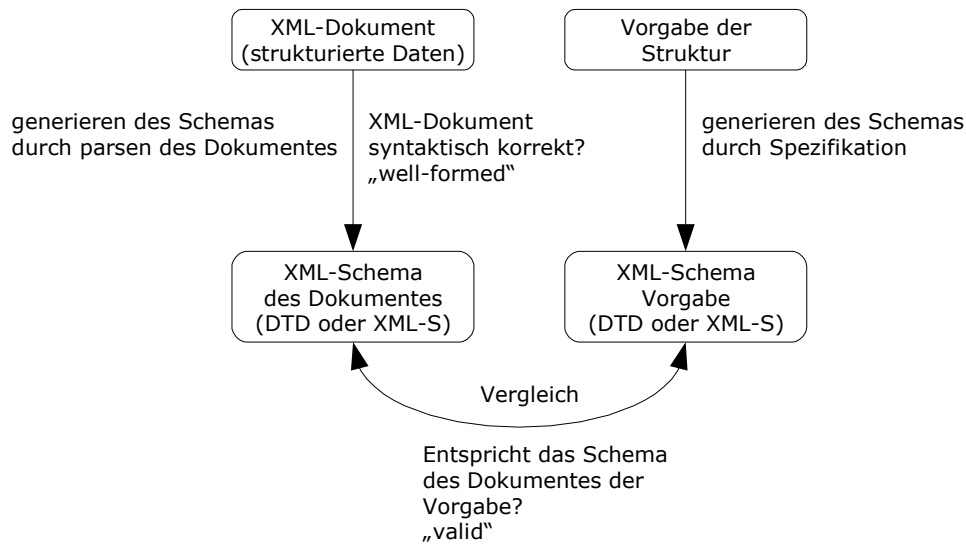 XML-Dokument
(strukturierte Daten)
Vorgabe der
Struktur
generieren des Schemas
durch parsen des Dokumentes
XML-Dokument
syntaktisch korrekt?
„well-formed“
generieren des Schemas
durch Spezifikation
XML-Schema
des Dokumentes
(DTD oder XML-S)
XML-Schema
Vorgabe
(DTD oder XML-S)
Vergleich
Entspricht das Schema
des Dokumentes der
Vorgabe?
„valid“